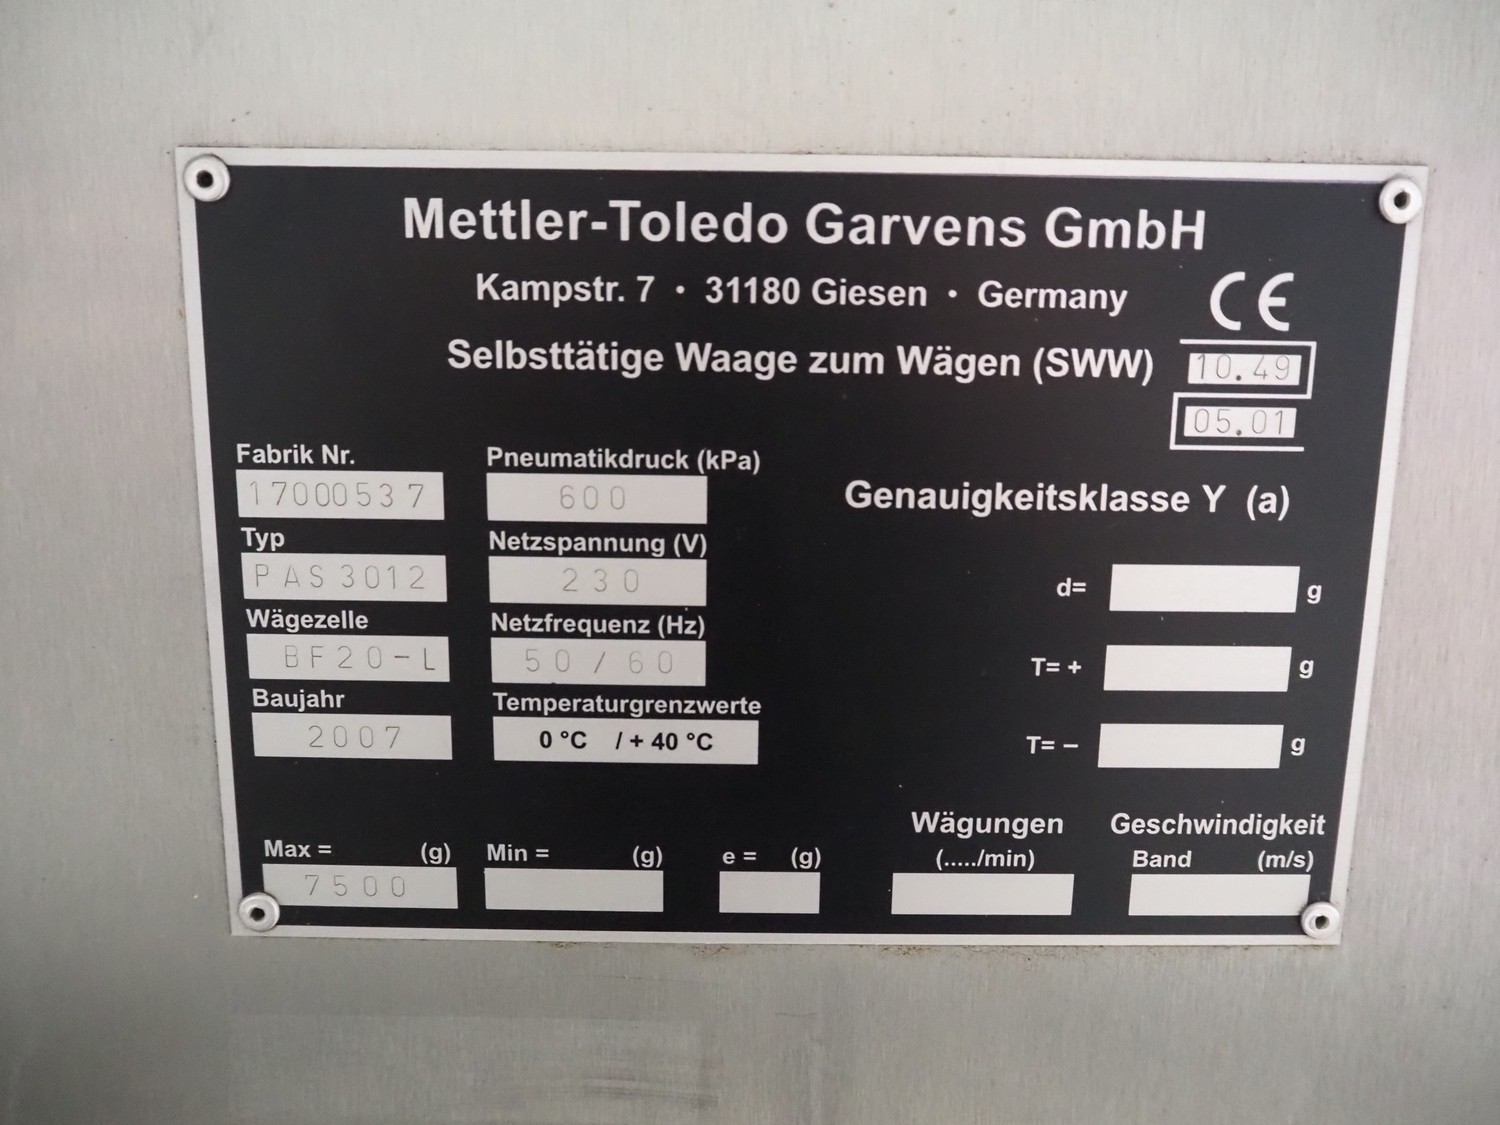 Mettler-Toledo Garvens GmbH
Kampstr. 7 · 31180 Giesen · Germany
CE
Selbsttätige Waage zum Wägen (SWW)
10.49
05.01
Fabrik Nr.
17000537
Typ
PAS3012
Wägezelle
BF20-L
Baujahr
2007
Pneumatikdruck (kPa)
600
Netzspannung (V)
230
Netzfrequenz (Hz)
50/60
Temperaturgrenzwerte
0 °C / + 40 °C
Genauigkeitsklasse Y (a)
d= g
T= + g
T= – g
Max = (g)
7500
Min = (g)
e = (g)
Wägungen
(...../min)
Geschwindigkeit
Band (m/s)